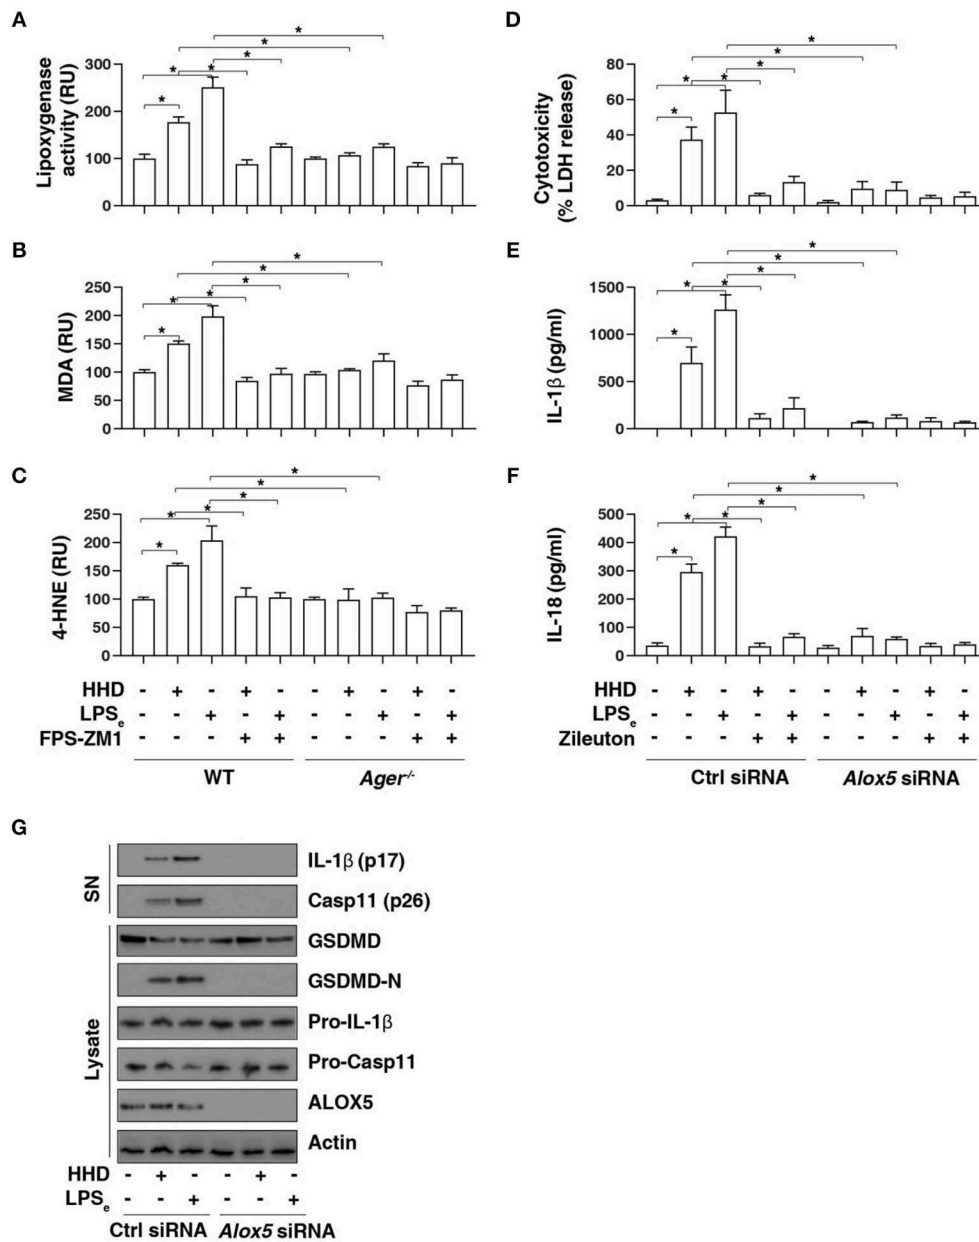 A
Lipoxygenase
activity (RU)
300
200
100
0
* * * * * *
B
MDA (RU)
250
200
150
100
50
0
* * * * * *
C
4-HNE (RU)
250
200
150
100
50
0
* * * * * *
HHD - + - + - - + - + -
LPSe - - + - + - - + - +
FPS-ZM1 - - - + + - - - + +
WT Ager-/-
D
Cytotoxicity
(% LDH release)
80
60
40
20
0
* * * * * *
E
IL-1β (pg/ml)
1500
1000
500
0
* * * * * *
F
IL-18 (pg/ml)
500
400
300
200
100
0
* * * * * *
HHD - + - + - - + - + -
LPSe - - + - + - - + - +
Zileuton - - - + + - - - + +
Ctrl siRNA Alox5 siRNA
G
SN
IL-1β (p17)
Casp11 (p26)
Lysate
GSDMD
GSDMD-N
Pro-IL-1β
Pro-Casp11
ALOX5
Actin
HHD - + - - + -
LPSe - - + - - +
Ctrl siRNA Alox5 siRNA